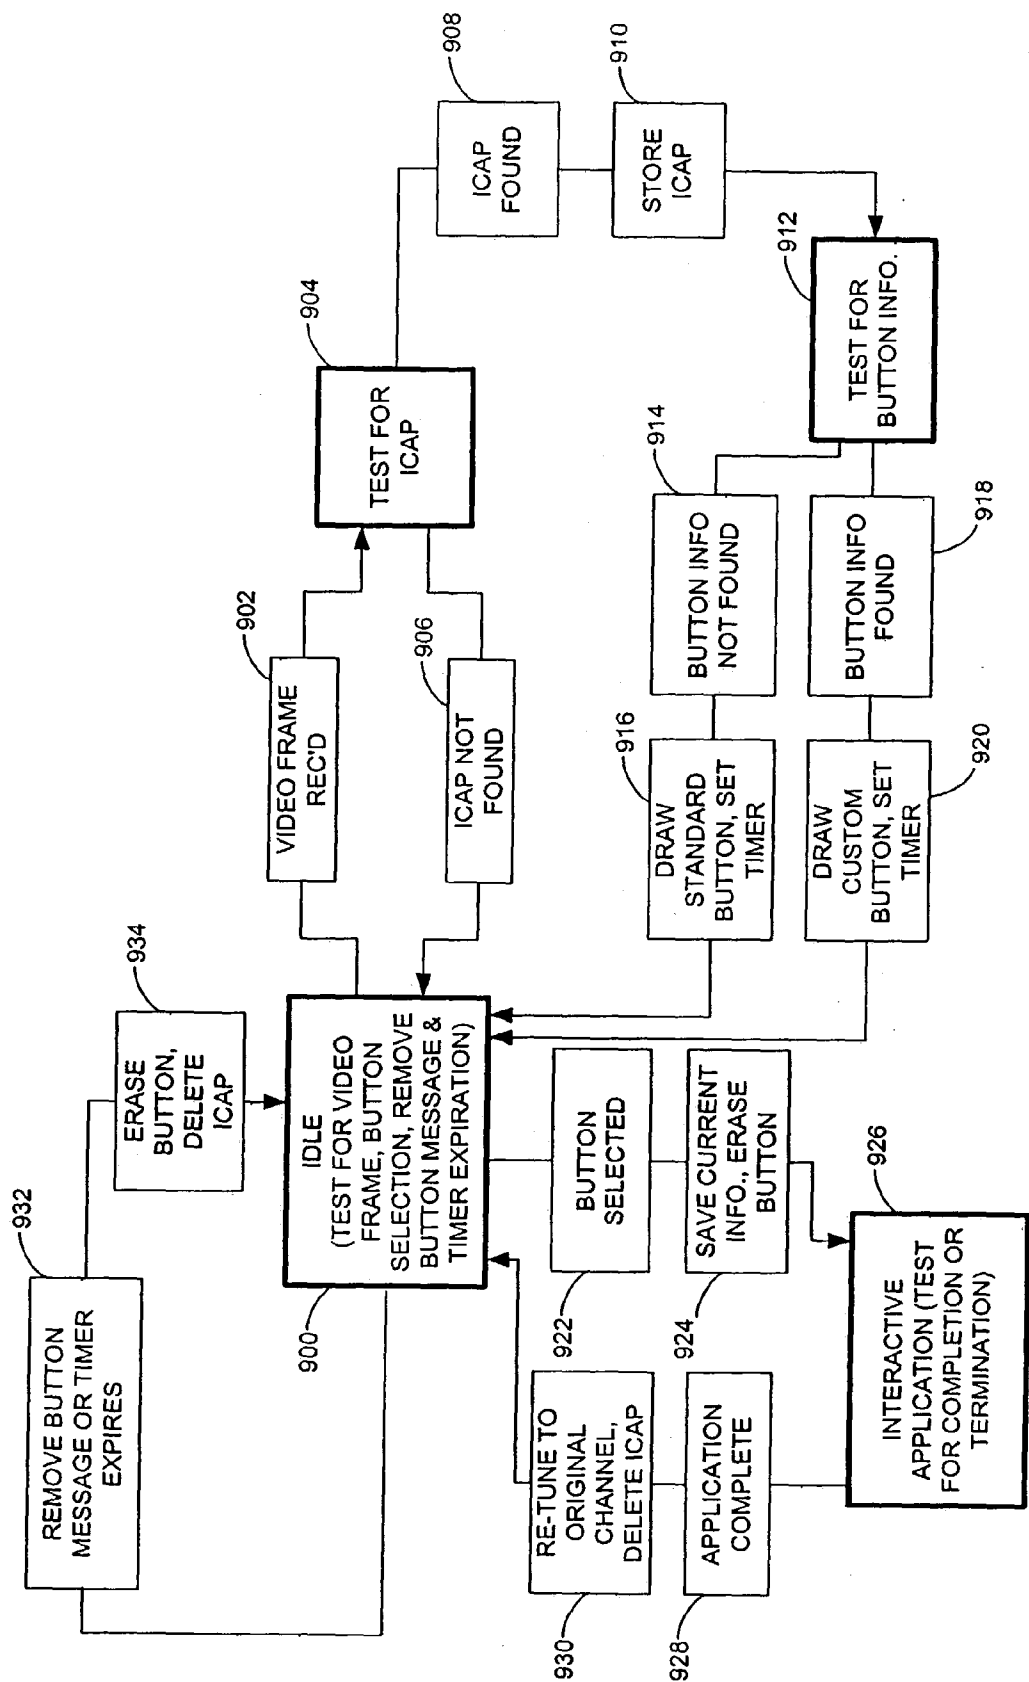 932
REMOVE BUTTON
MESSAGE OR TIMER
EXPIRES
934
ERASE
BUTTON,
DELETE
ICAP
900
IDLE
(TEST FOR VIDEO
FRAME, BUTTON
SELECTION, REMOVE
BUTTON MESSAGE &
TIMER EXPIRATION)
902
VIDEO FRAME
REC'D
904
TEST FOR
ICAP
906
ICAP NOT
FOUND
908
ICAP
FOUND
910
STORE
ICAP
912
TEST FOR
BUTTON INFO.
914
BUTTON INFO
NOT FOUND
916
DRAW
STANDARD
BUTTON, SET
TIMER
918
BUTTON INFO
FOUND
920
DRAW
CUSTOM
BUTTON, SET
TIMER
922
BUTTON
SELECTED
924
SAVE CURRENT
INFO., ERASE
BUTTON
926
INTERACTIVE
APPLICATION (TEST
FOR COMPLETION OR
TERMINATION)
928
APPLICATION
COMPLETE
930
RE-TUNE TO
ORIGINAL
CHANNEL,
DELETE ICAP